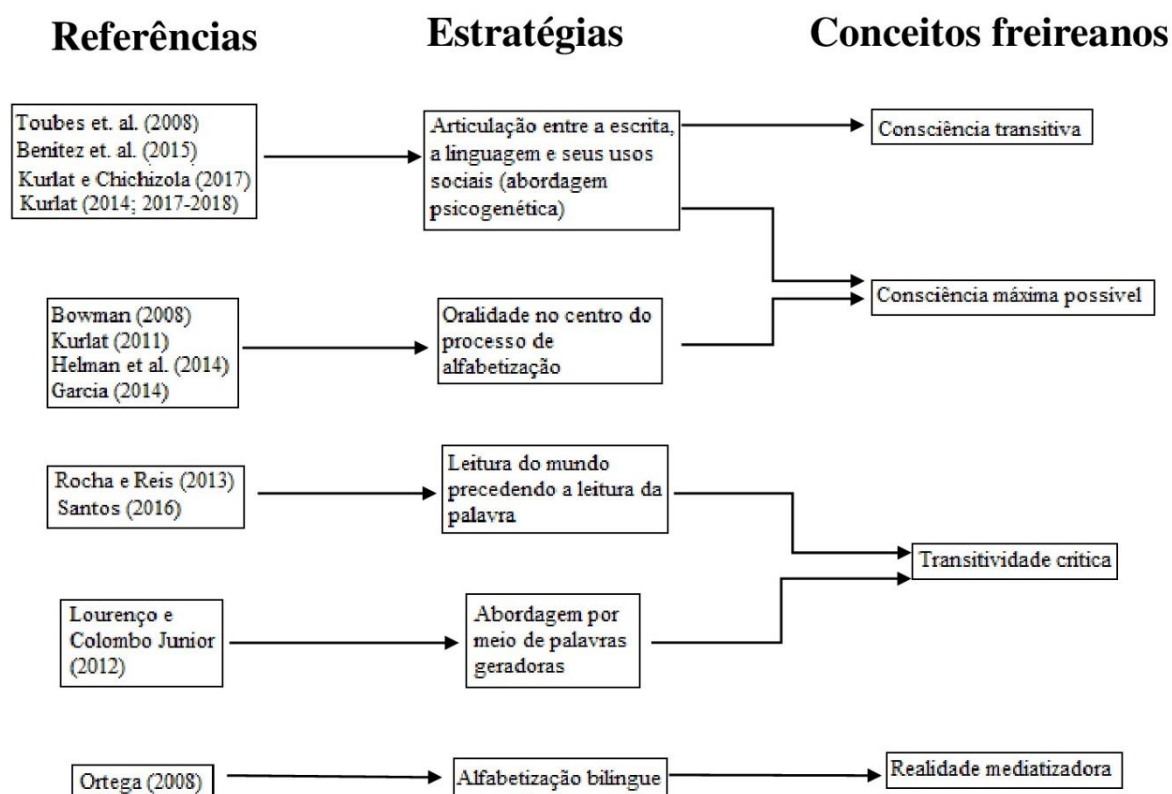 Referências
Estratégias
Conceitos freireanos
Toubes et. al. (2008)
Benitez et. al. (2015)
Kurlat e Chichizola (2017)
Kurlat (2014; 2017-2018)
Articulação entre a escrita,
a linguagem e seus usos
sociais (abordagem
psicogenética)
Consciência transitiva
Consciência máxima possível
Bowman (2008)
Kurlat (2011)
Helman et al. (2014)
Garcia (2014)
Oralidade no centro do
processo de
alfabetização
Rocha e Reis (2013)
Santos (2016)
Leitura do mundo
precedendo a leitura da
palavra
Transitividade critica
Lourenço e
Colombo Junior
(2012)
Abordagem por
meio de palavras
geradoras
Ortega (2008)
Alfabetização bilingue
Realidade mediatizadora